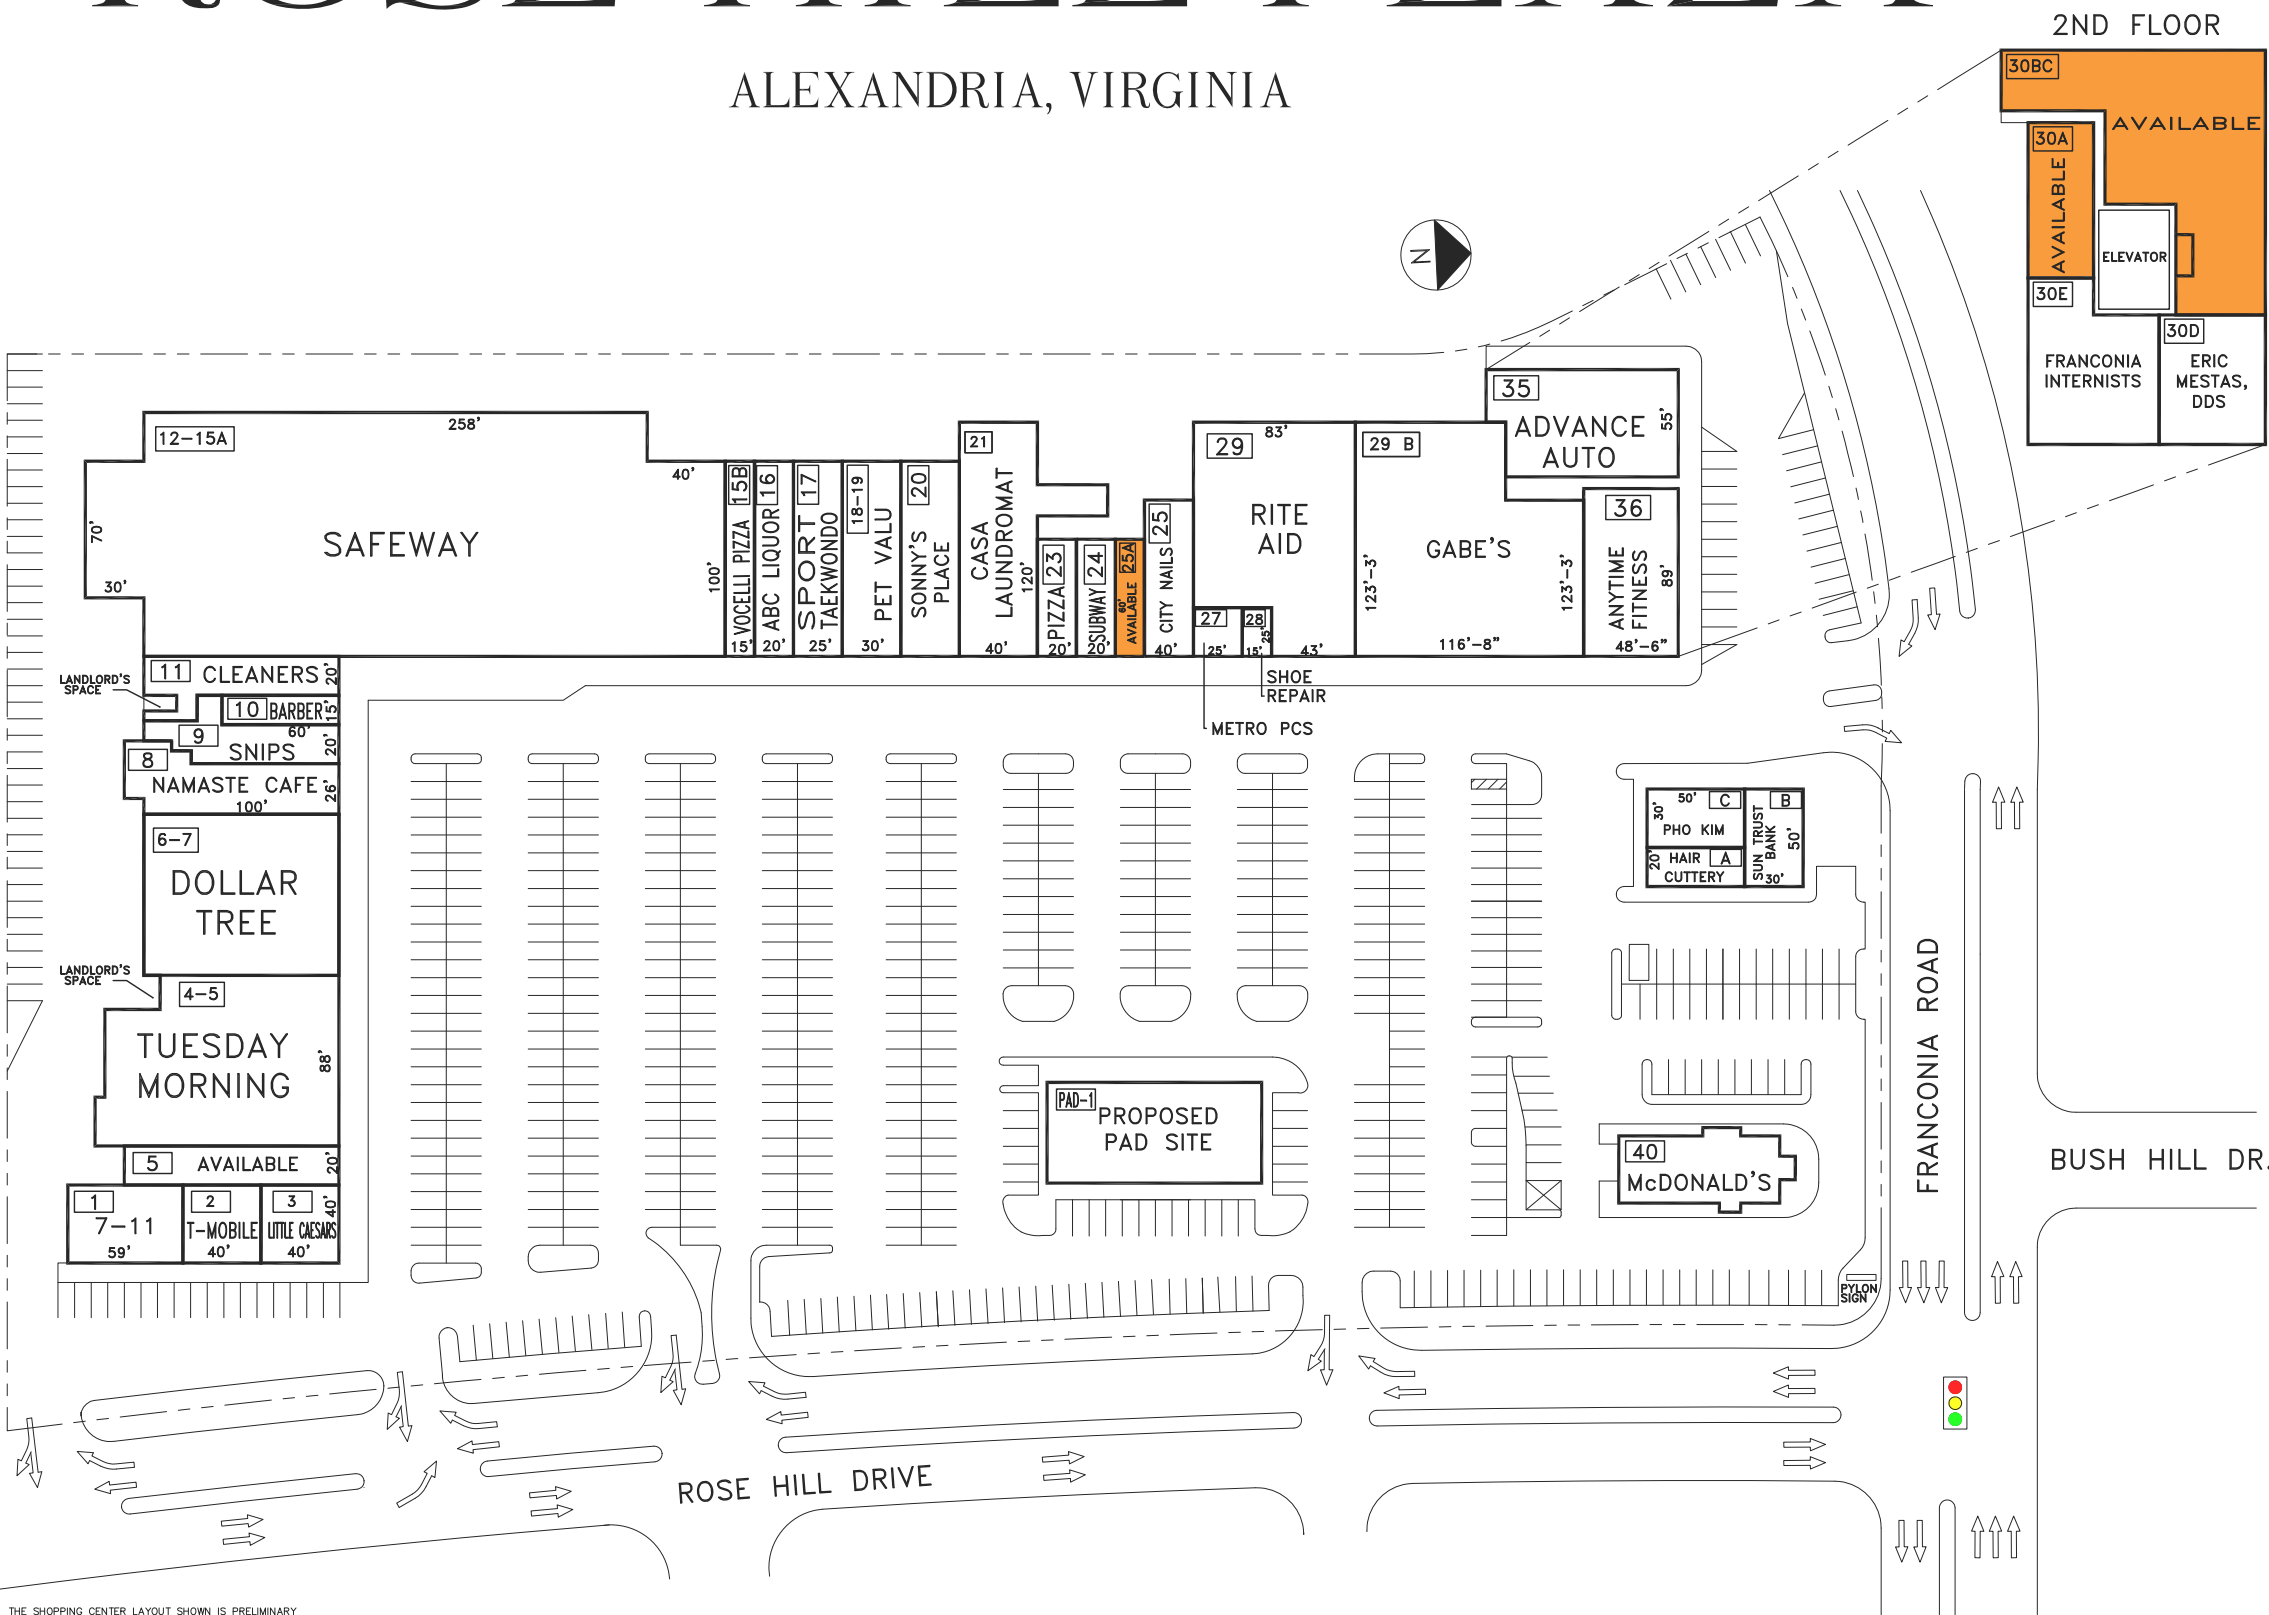 ALEXANDRIA, VIRGINIA
2ND FLOOR
30BC
AVAILABLE
30A
AVAILABLE
ELEVATOR
30E
FRANCONIA
INTERNISTS
30D
ERIC
MESTAS,
DDS
N
12-15A
258'
40'
70'
30'
SAFEWAY
100'
15B
VOCELLI PIZZA
15'
16
ABC LIQUOR
20'
17
SPORT
TAEKWONDO
25'
18-19
PET VALU
30'
20
SONNY'S
PLACE
21
CASA
LAUNDROMAT
120'
40'
23
PIZZA
20'
24
SUBWAY
20'
25A
AVAILABLE
60'
25
CITY NAILS
40'
29
83'
RITE
AID
27
25'
28
25'
15'
43'
SHOE
REPAIR
METRO PCS
29 B
GABE'S
123'-3"
123'-3"
116'-8"
35
ADVANCE
AUTO
55'
36
ANYTIME
FITNESS
89'
48'-6"
11
CLEANERS
20'
LANDLORD'S
SPACE
10
BARBER
15'
60'
9
SNIPS
20'
8
NAMASTE CAFE
26'
100'
6-7
DOLLAR
TREE
LANDLORD'S
SPACE
4-5
TUESDAY
MORNING
88'
5
AVAILABLE
20'
1
7-11
59'
2
T-MOBILE
40'
3
LITTLE CAESARS
40'
40'
50'
C
30'
PHO KIM
20'
HAIR
A
CUTTERY
B
SUN TRUST
BANK
50'
30'
PAD-1
PROPOSED
PAD SITE
40
McDONALD'S
PYLON
SIGN
FRANCONIA ROAD
BUSH HILL DR.
ROSE HILL DRIVE
THE SHOPPING CENTER LAYOUT SHOWN IS PRELIMINARY